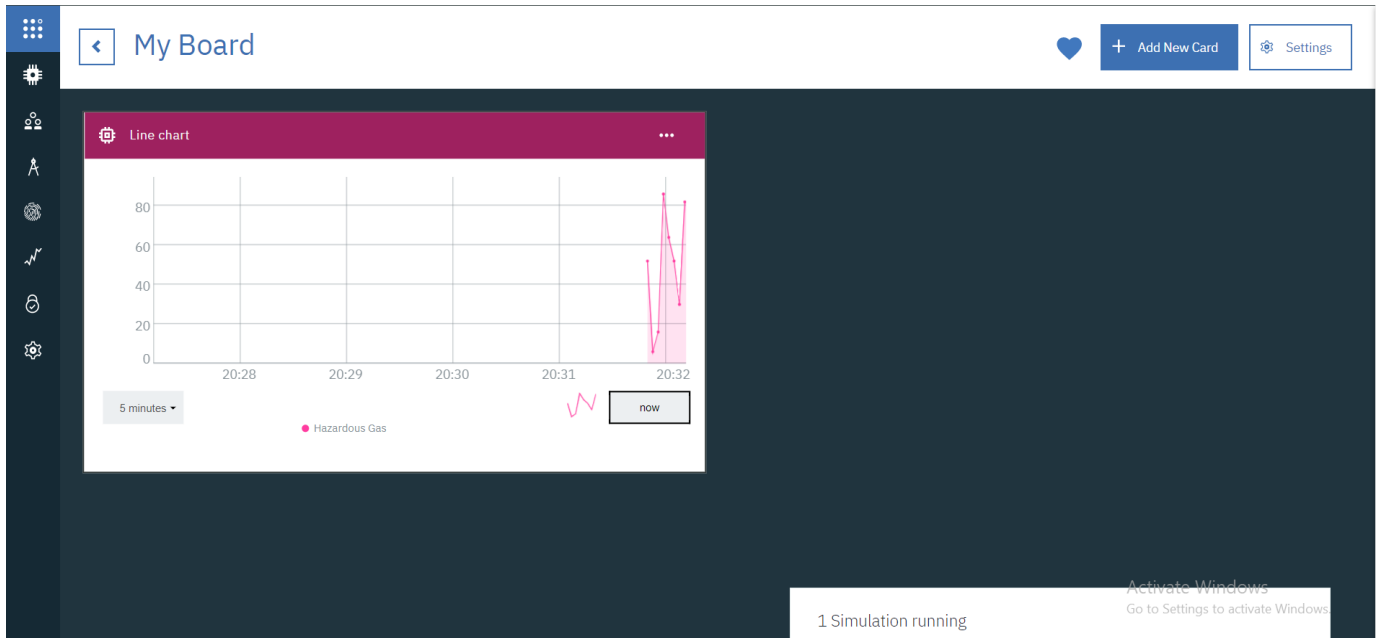 My Board
Add New Card
Settings
Line chart
80
60
40
20
0
20:28 20:29 20:30 20:31 20:32
5 minutes
now
Hazardous Gas
Activate Windows
Go to Settings to activate Windows.
1 Simulation running